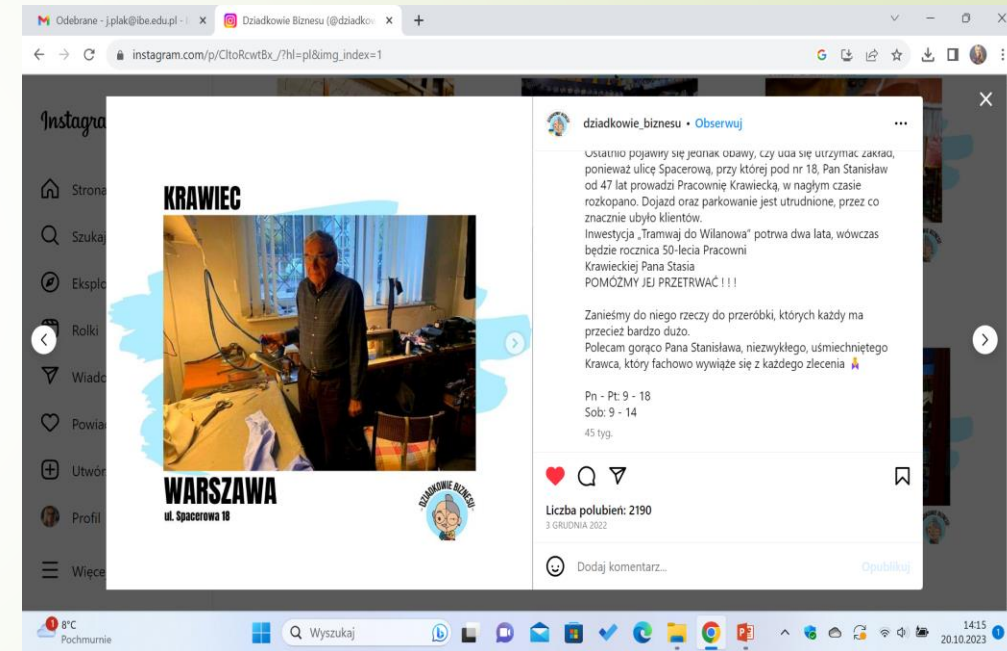 Odebrane - j.plak@ibe.edu.pl -
Dziadkowie Biznesu (@dziadkov
instagram.com/p/CltoRcwtBx_/?hl=pl&img_index=1
Instagra
Strona
Szukaj
Eksplo
Rolki
Wiado
Powia
Utwór
Profil
Więce
KRAWIEC
WARSZAWA
ul. Spacerowa 18
DZIADKOWIE BIZNESU
dziadkowie_biznesu • Obserwuj
Ostatnio pojawiły się jednak obawy, czy uda się utrzymać zakład,
ponieważ ulicę Spacerową, przy której pod nr 18, Pan Stanisław
od 47 lat prowadzi Pracownię Krawiecką, w nagłym czasie
rozkopano. Dojazd oraz parkowanie jest utrudnione, przez co
znacznie ubyło klientów.
Inwestycja „Tramwaj do Wilanowa” potrwa dwa lata, wówczas
będzie rocznica 50-lecia Pracowni
Krawieckiej Pana Stasia
POMÓŻMY JEJ PRZETRWAĆ ! ! !
Zanieśmy do niego rzeczy do przeróbki, których każdy ma
przecież bardzo dużo.
Polecam gorąco Pana Stanisława, niezwykłego, uśmiechniętego
Krawca, który fachowo wywiąże się z każdego zlecenia
Pn - Pt: 9 - 18
Sob: 9 - 14
45 tyg.
Liczba polubień: 2190
3 GRUDNIA 2022
Dodaj komentarz...
Opublikuj
1
8°C
Pochmurnie
Wyszukaj
14:15
20.10.2023
1